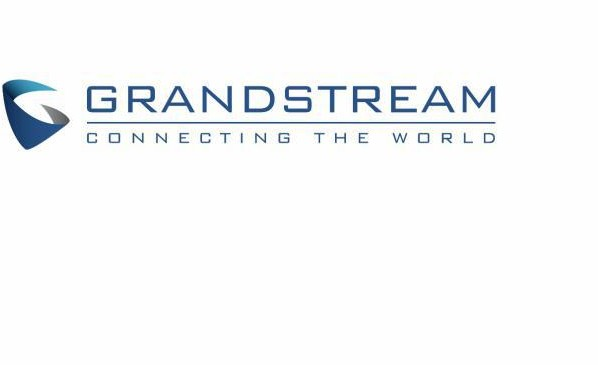 GRANDSTREAM
CONNECTING THE WORLD